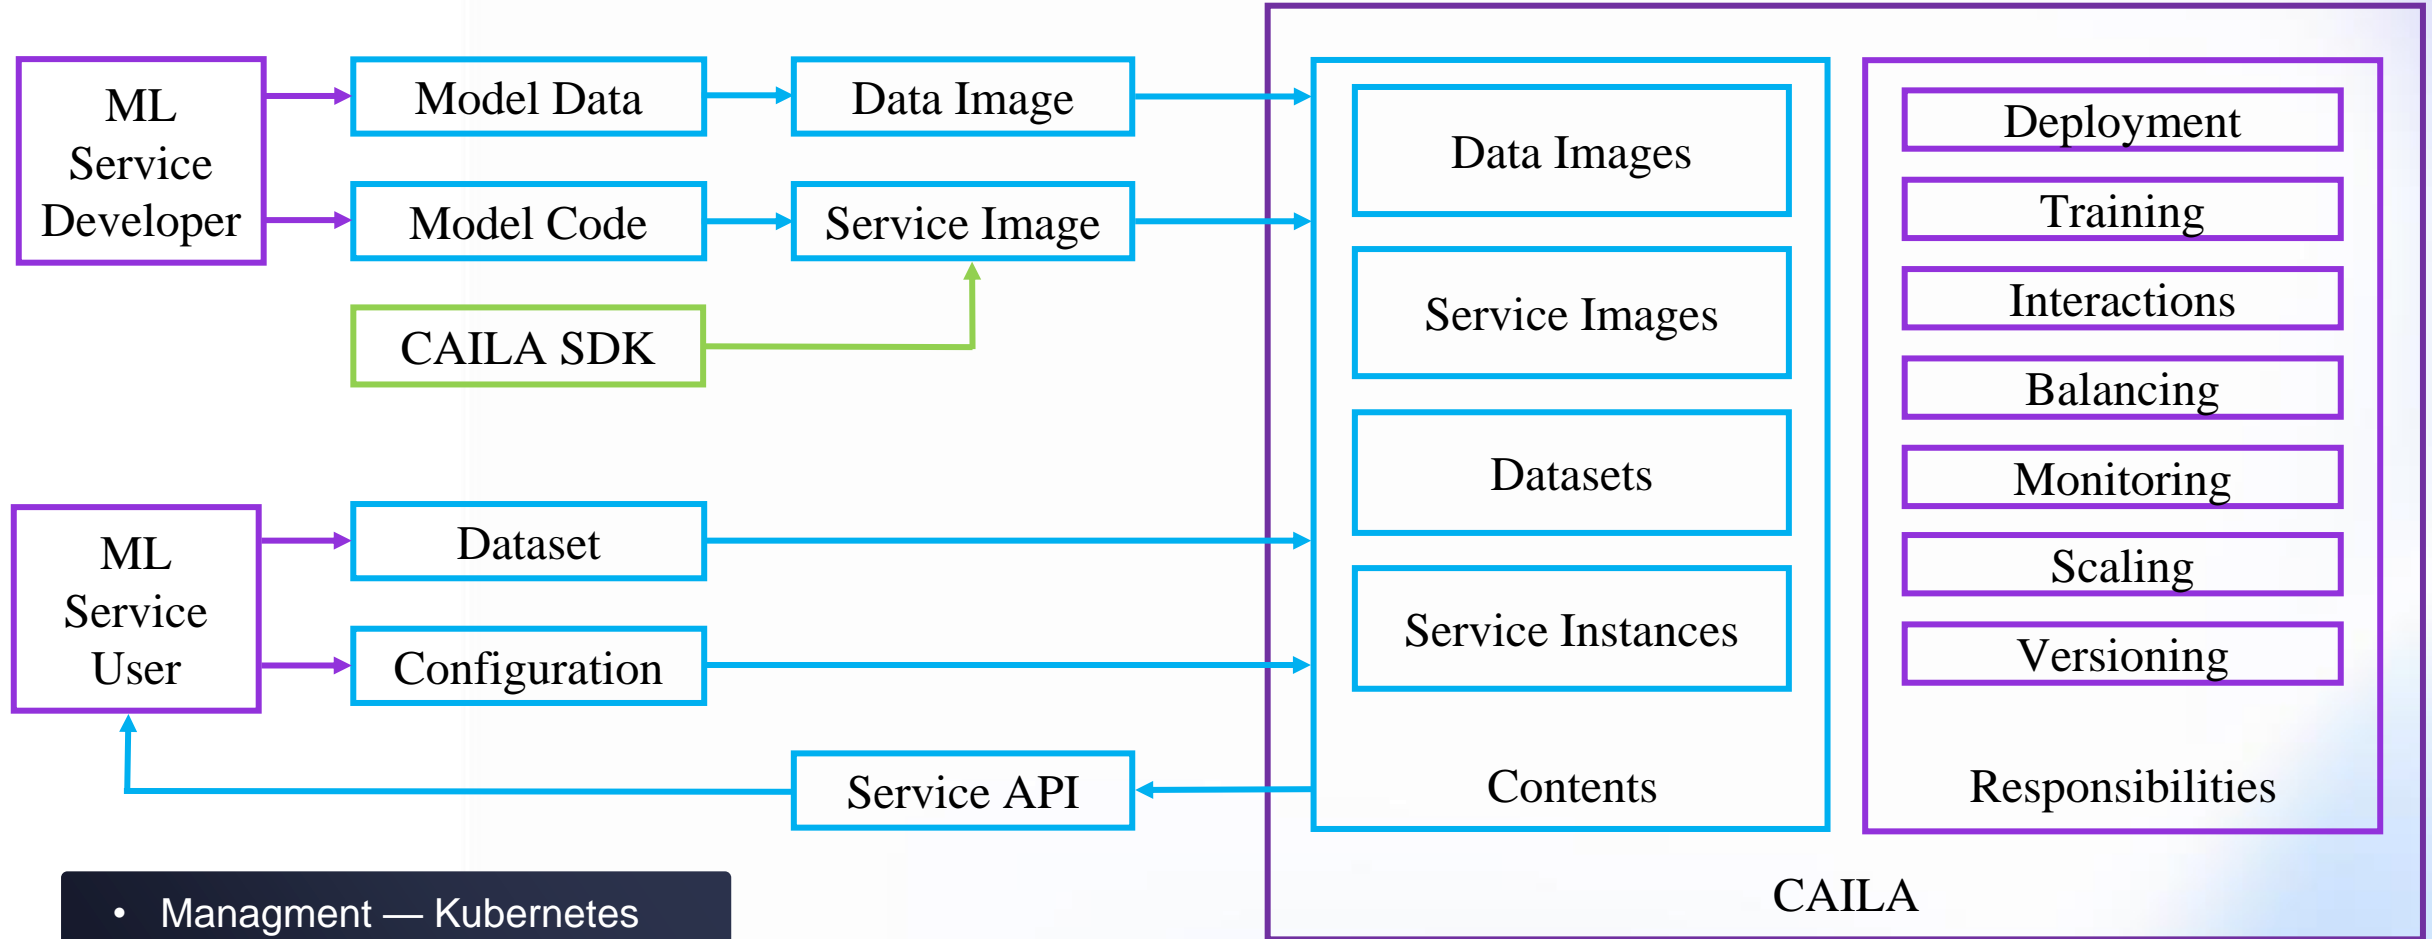 ML
Service
Developer
Model Data
Data Image
Model Code
Service Image
CAILA SDK
ML
Service
User
Dataset
Configuration
Service API
Data Images
Service Images
Datasets
Service Instances
Contents
Deployment
Training
Interactions
Balancing
Monitoring
Scaling
Versioning
Responsibilities
CAILA
• Managment — Kubernetes